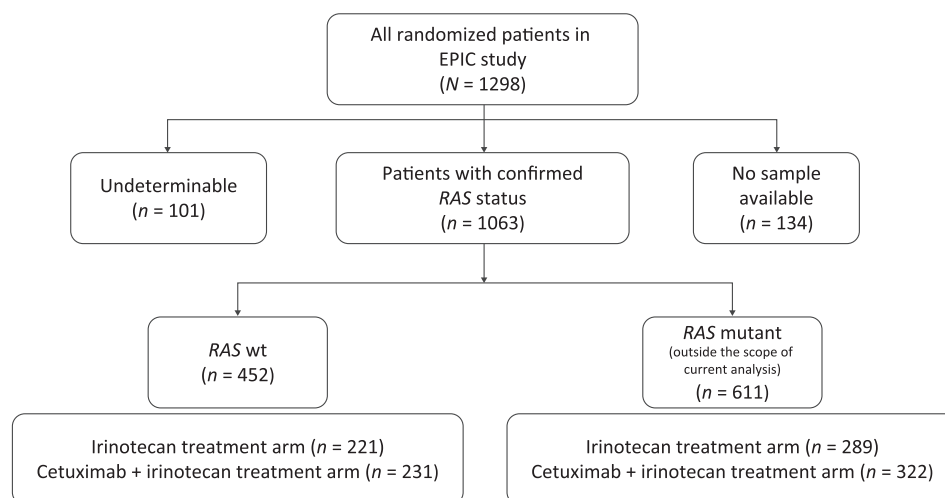 All randomized patients in
EPIC study
(N = 1298)
Undeterminable
(n = 101)
Patients with confirmed
RAS status
(n = 1063)
No sample
available
(n = 134)
RAS wt
(n = 452)
RAS mutant
(outside the scope of
current analysis)
(n = 611)
Irinotecan treatment arm (n = 221)
Cetuximab + irinotecan treatment arm (n = 231)
Irinotecan treatment arm (n = 289)
Cetuximab + irinotecan treatment arm (n = 322)